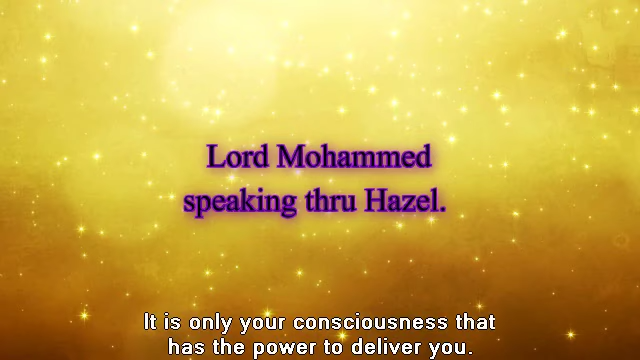 Lord Mohammed
speaking thru Hazel.
It is only your consciousness that
has the power to deliver you.